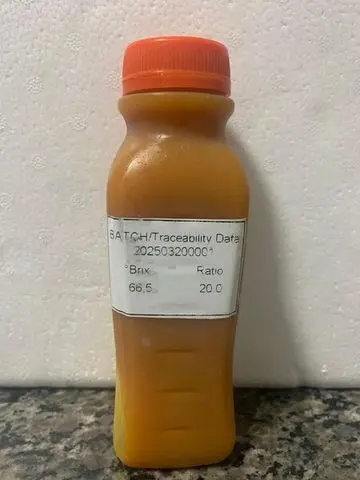 BATCH/Traceability Data
202503200001
°Brix Ratio
66,5 20.0